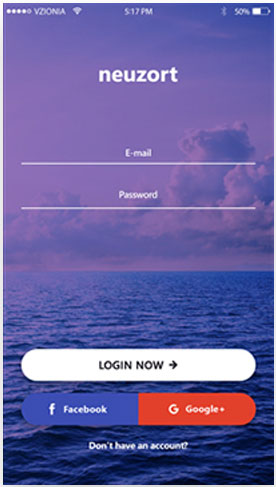 VZIONIA 5:17 PM 50%
neuzort
E-mail
Password
LOGIN NOW →
Facebook Google+
Don't have an account?